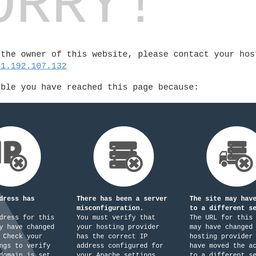 ORRY!
the owner of this website, please contact your hos
1.192.107.132
ble you have reached this page because:
IP
dress has
dress for this
y have changed
Check your
ngs to verify
domain is set
There has been a server
misconfiguration.
You must verify that
your hosting provider
has the correct IP
address configured for
your Apache settings
The site may have
to a different se
The URL for this
may have changed
hosting provider
have moved the ac
to a different se